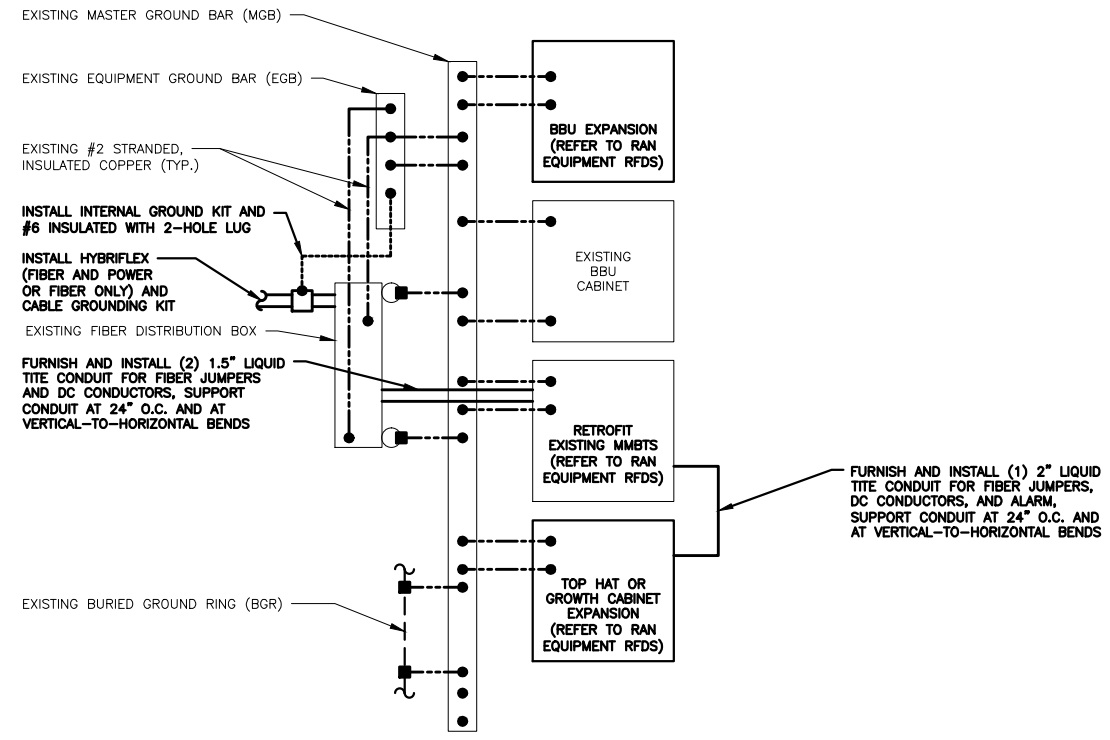 EXISTING MASTER GROUND BAR (MGB)
EXISTING EQUIPMENT GROUND BAR (EGB)
EXISTING #2 STRANDED,
INSULATED COPPER (TYP.)
INSTALL INTERNAL GROUND KIT AND
#6 INSULATED WITH 2-HOLE LUG
INSTALL HYBRIFLEX
(FIBER AND POWER
OR FIBER ONLY) AND
CABLE GROUNDING KIT
EXISTING FIBER DISTRIBUTION BOX
FURNISH AND INSTALL (2) 1.5" LIQUID
TITE CONDUIT FOR FIBER JUMPERS
AND DC CONDUCTORS, SUPPORT
CONDUIT AT 24" O.C. AND AT
VERTICAL-TO-HORIZONTAL BENDS
EXISTING BURIED GROUND RING (BGR)
BBU EXPANSION
(REFER TO RAN
EQUIPMENT RFDS)
EXISTING
BBU
CABINET
RETROFIT
EXISTING MMBTS
(REFER TO RAN
EQUIPMENT RFDS)
TOP HAT OR
GROWTH CABINET
EXPANSION
(REFER TO RAN
EQUIPMENT RFDS)
FURNISH AND INSTALL (1) 2" LIQUID
TITE CONDUIT FOR FIBER JUMPERS,
DC CONDUCTORS, AND ALARM,
SUPPORT CONDUIT AT 24" O.C. AND
AT VERTICAL-TO-HORIZONTAL BENDS